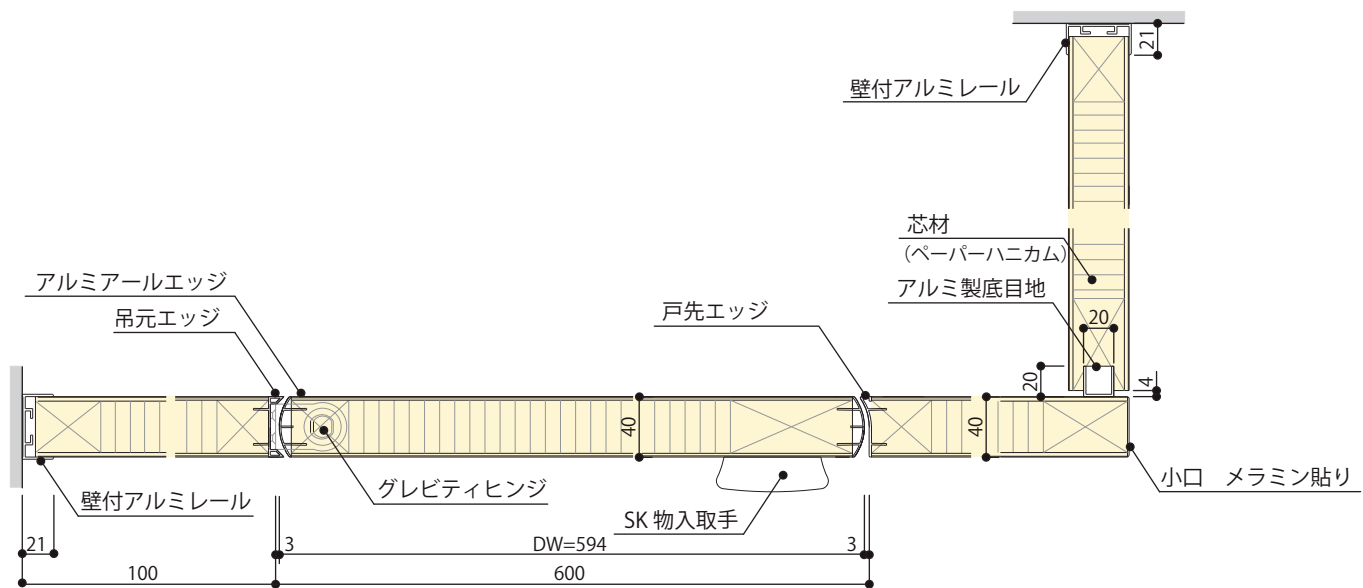 21
壁付アルミレール
芯材
（ペーパーハニカム）
アルミ製底目地
20
20
4
アルミアールエッジ
吊元エッジ
戸先エッジ
40
40
グレビティヒンジ
SK 物入取手
小口　メラミン貼り
壁付アルミレール
21
3
DW=594
3
100
600